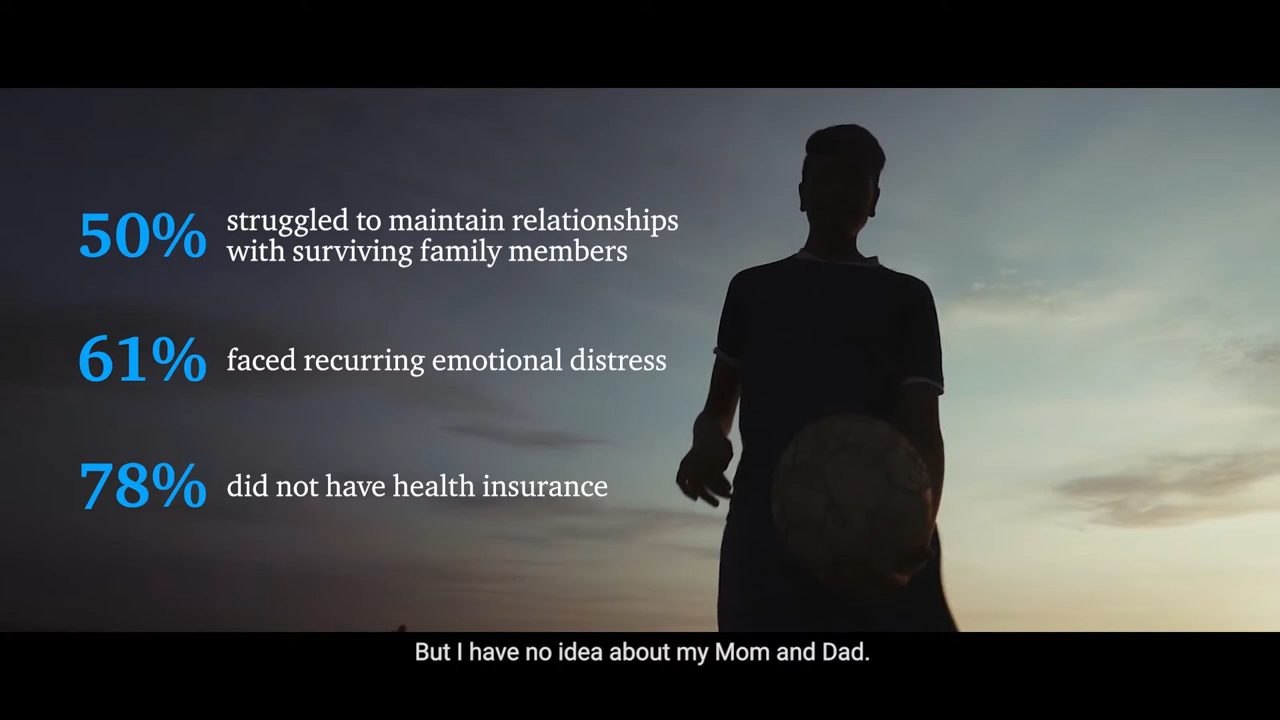 50%
struggled to maintain relationships
with surviving family members
61%
faced recurring emotional distress
78%
did not have health insurance
But I have no idea about my Mom and Dad.